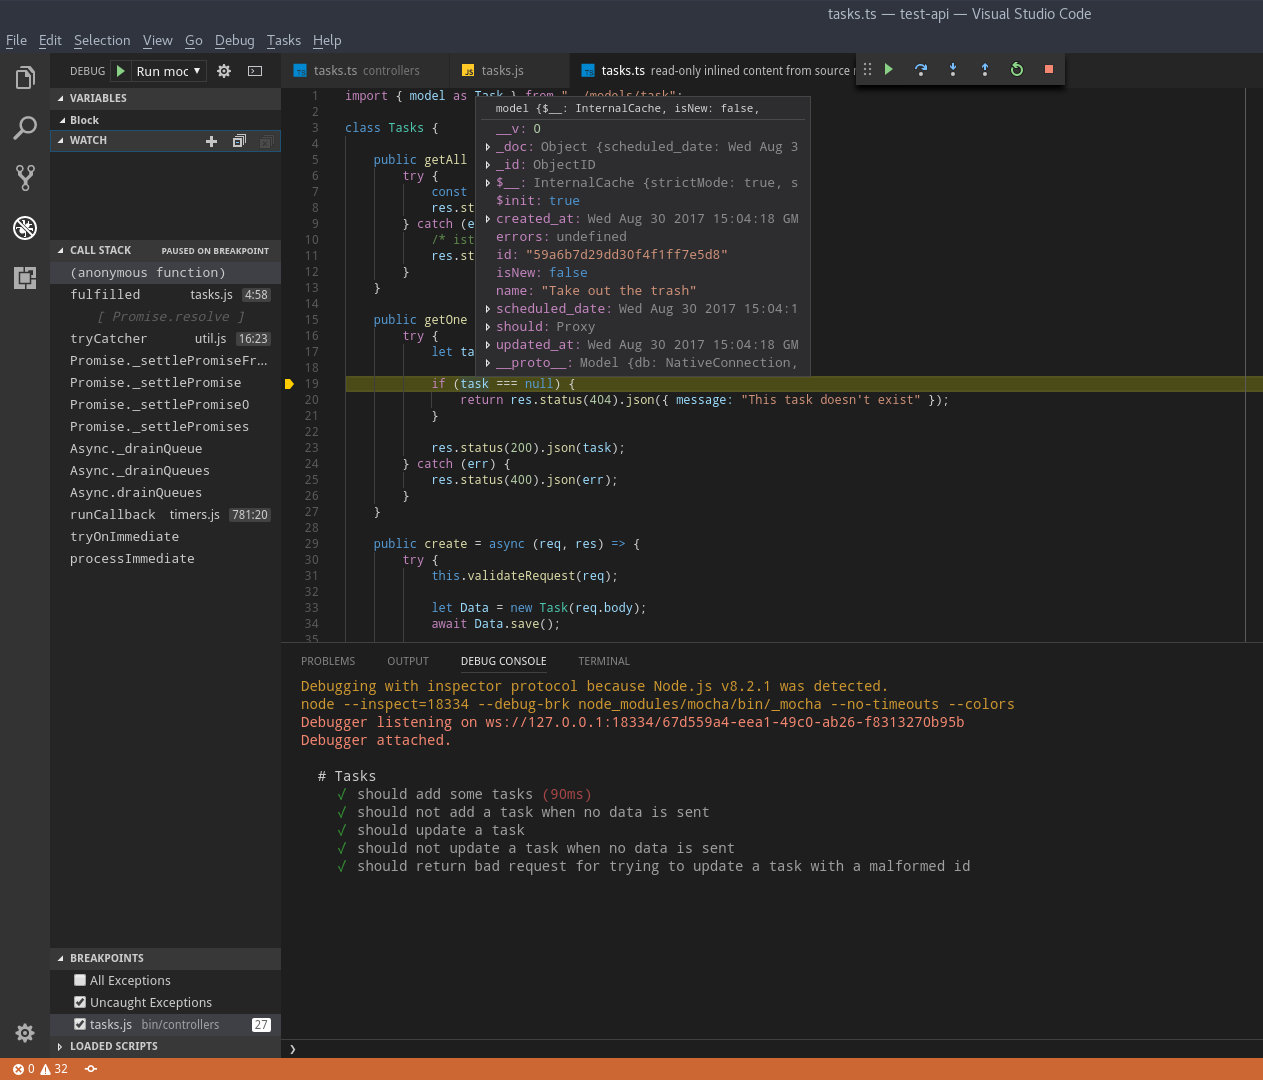 tasks.ts — test-api — Visual Studio Code
File Edit Selection View Go Debug Tasks Help
DEBUG Run moc
tasks.ts controllers
tasks.js
tasks.ts read-only inlined content from source
VARIABLES
Block
WATCH
CALL STACK PAUSED ON BREAKPOINT
(anonymous function)
fulfilled tasks.js 4:58
[ Promise.resolve ]
tryCatcher util.js 16:23
Promise._settlePromiseFr...
Promise._settlePromise
Promise._settlePromise0
Promise._settlePromises
Async._drainQueue
Async._drainQueues
Async.drainQueues
runCallback timers.js 781:20
tryOnImmediate
processImmediate
BREAKPOINTS
All Exceptions
Uncaught Exceptions
tasks.js bin/controllers 27
LOADED SCRIPTS
1 import { model as Task } from "../models/task";
2
3 class Tasks {
4
5 public getAll
6 try {
7 const
8 res.st
9 } catch (e
10 /* ist
11 res.st
12 }
13 }
14
15 public getOne
16 try {
17 let ta
18
19 if (task === null) {
20 return res.status(404).json({ message: "This task doesn't exist" });
21 }
22
23 res.status(200).json(task);
24 } catch (err) {
25 res.status(400).json(err);
26 }
27 }
28
29 public create = async (req, res) => {
30 try {
31 this.validateRequest(req);
32
33 let Data = new Task(req.body);
34 await Data.save();
35
model {$__: InternalCache, isNew: false,
__v: 0
_doc: Object {scheduled_date: Wed Aug 3
_id: ObjectID
$__: InternalCache {strictMode: true, s
$init: true
created_at: Wed Aug 30 2017 15:04:18 GM
errors: undefined
id: "59a6b7d29dd30f4f1ff7e5d8"
isNew: false
name: "Take out the trash"
scheduled_date: Wed Aug 30 2017 15:04:1
should: Proxy
updated_at: Wed Aug 30 2017 15:04:18 GM
__proto__: Model {db: NativeConnection,
PROBLEMS OUTPUT DEBUG CONSOLE TERMINAL
Debugging with inspector protocol because Node.js v8.2.1 was detected.
node --inspect=18334 --debug-brk node_modules/mocha/bin/_mocha --no-timeouts --colors
Debugger listening on ws://127.0.0.1:18334/67d559a4-eea1-49c0-ab26-f8313270b95b
Debugger attached.
# Tasks
√ should add some tasks (90ms)
√ should not add a task when no data is sent
√ should update a task
√ should not update a task when no data is sent
√ should return bad request for trying to update a task with a malformed id
❯
0 32